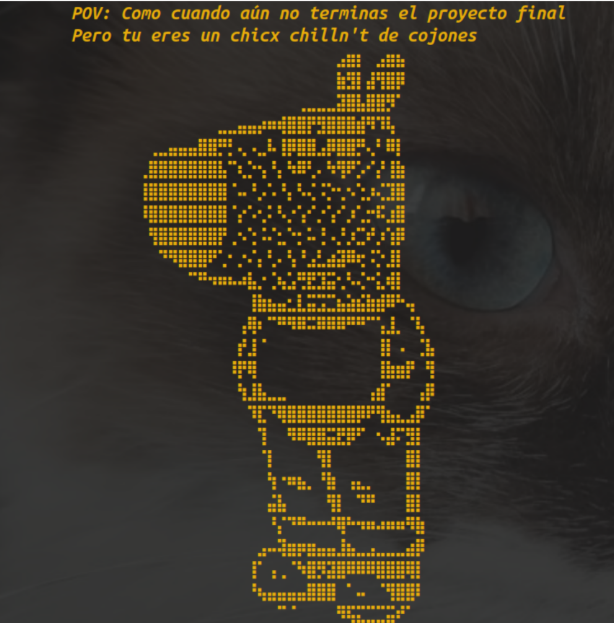 POV: Como cuando aún no terminas el proyecto final
Pero tu eres un chicx chilln't de cojones